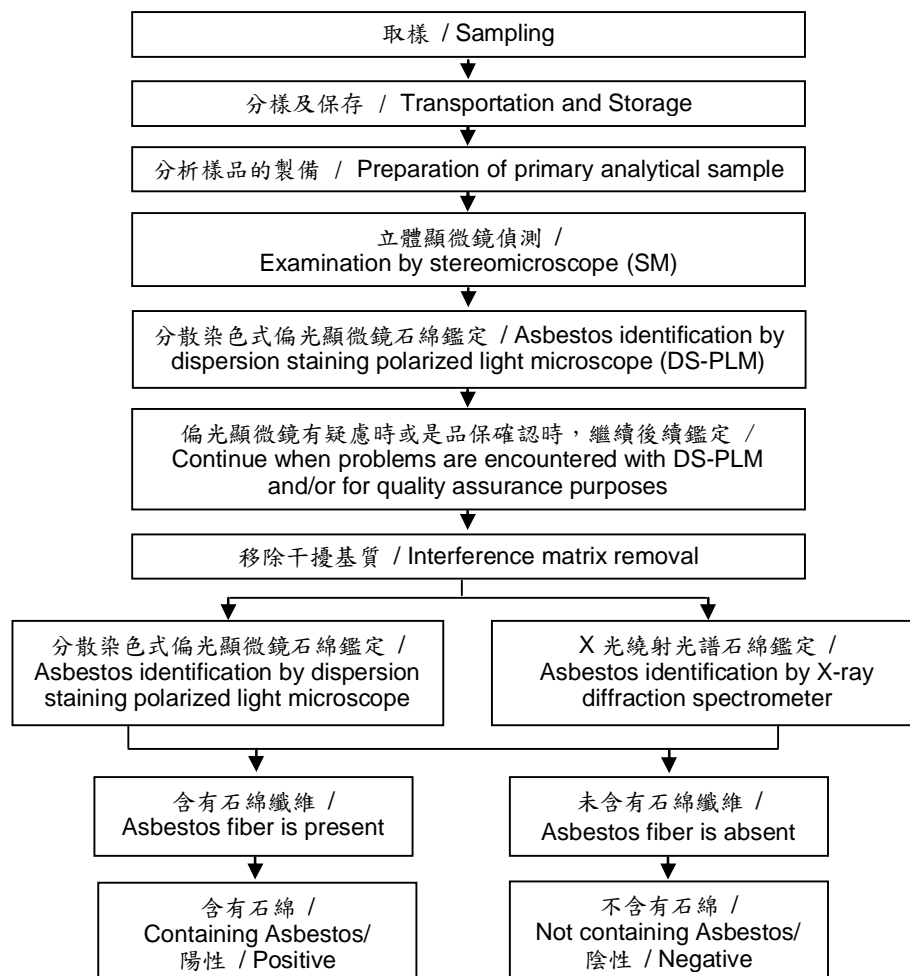 取樣 / Sampling
分樣及保存 / Transportation and Storage
分析樣品的製備 / Preparation of primary analytical sample
立體顯微鏡偵測 /
Examination by stereomicroscope (SM)
分散染色式偏光顯微鏡石綿鑑定 / Asbestos identification by
dispersion staining polarized light microscope (DS-PLM)
偏光顯微鏡有疑慮時或是品保確認時，繼續後續鑑定 /
Continue when problems are encountered with DS-PLM
and/or for quality assurance purposes
移除干擾基質 / Interference matrix removal
分散染色式偏光顯微鏡石綿鑑定 /
Asbestos identification by dispersion
staining polarized light microscope
X 光繞射光譜石綿鑑定 /
Asbestos identification by X-ray
diffraction spectrometer
含有石綿纖維 /
Asbestos fiber is present
未含有石綿纖維 /
Asbestos fiber is absent
含有石綿 /
Containing Asbestos/
陽性 / Positive
不含有石綿 /
Not containing Asbestos/
陰性 / Negative